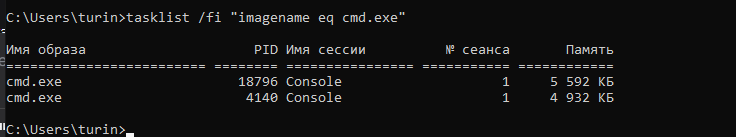 C:\Users\turin>tasklist /fi "imagename eq cmd.exe"
Имя образа                     PID Имя сессии          № сеанса       Память
========================= ======== ================ =========== ============
cmd.exe                      18796 Console                    1     5 592 КБ
cmd.exe                       4140 Console                    1     4 932 КБ
C:\Users\turin>